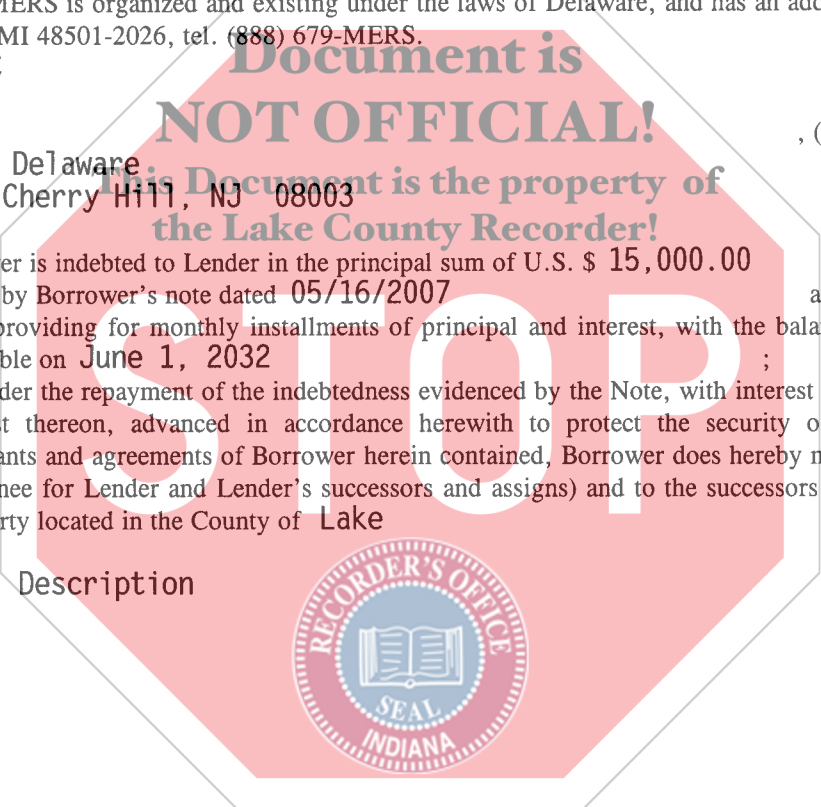 MERS is organized and existing under the laws of Delaware, and has an add
MI 48501-2026, tel. (888) 679-MERS.
Document is
NOT OFFICIAL!
, (
Delaware
This Document is the property of
Cherry Hill, NJ 08003
the Lake County Recorder!
er is indebted to Lender in the principal sum of U.S. $ 15,000.00
by Borrower's note dated 05/16/2007 a
providing for monthly installments of principal and interest, with the bala
ble on June 1, 2032 ;
der the repayment of the indebtedness evidenced by the Note, with interest
t thereon, advanced in accordance herewith to protect the security o
ants and agreements of Borrower herein contained, Borrower does hereby m
nee for Lender and Lender's successors and assigns) and to the successors
rty located in the County of Lake
STOP
Description
RECORDER'S OFFICE
SEAL
INDIANA